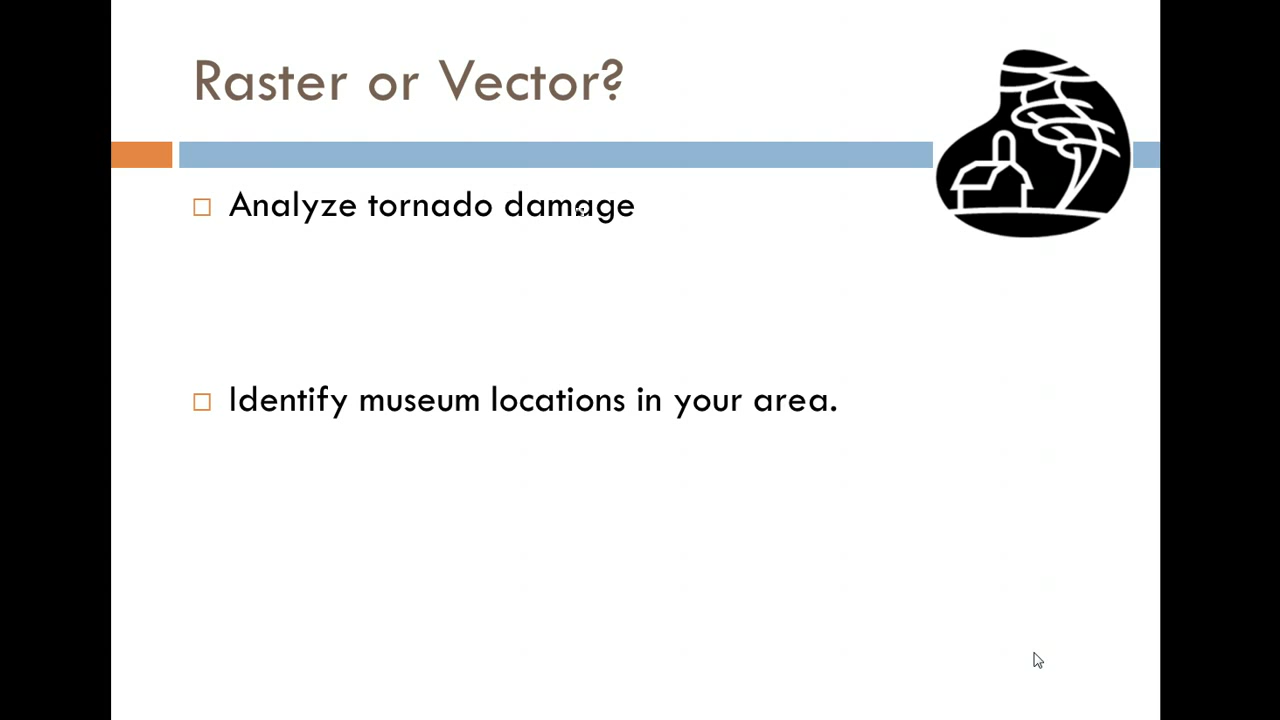 Raster or Vector?
Analyze tornado damage
Identify museum locations in your area.